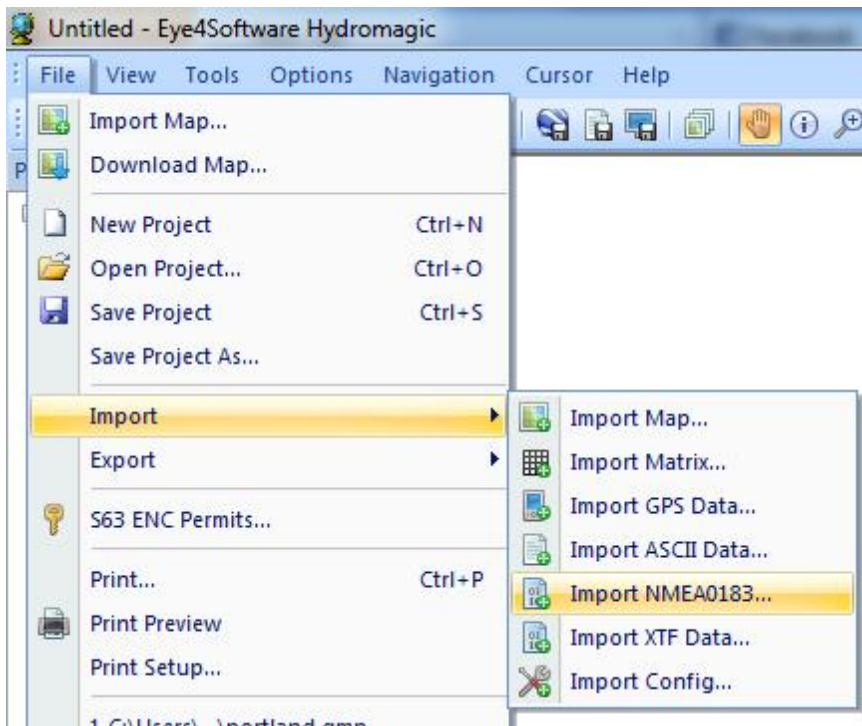 Untitled - Eye4Software Hydromagic
File View Tools Options Navigation Cursor Help
Import Map...
Download Map...
New Project Ctrl+N
Open Project... Ctrl+O
Save Project Ctrl+S
Save Project As...
Import
Export
S63 ENC Permits...
Print... Ctrl+P
Print Preview
Print Setup...
Import Map...
Import Matrix...
Import GPS Data...
Import ASCII Data...
Import NMEA0183...
Import XTF Data...
Import Config...